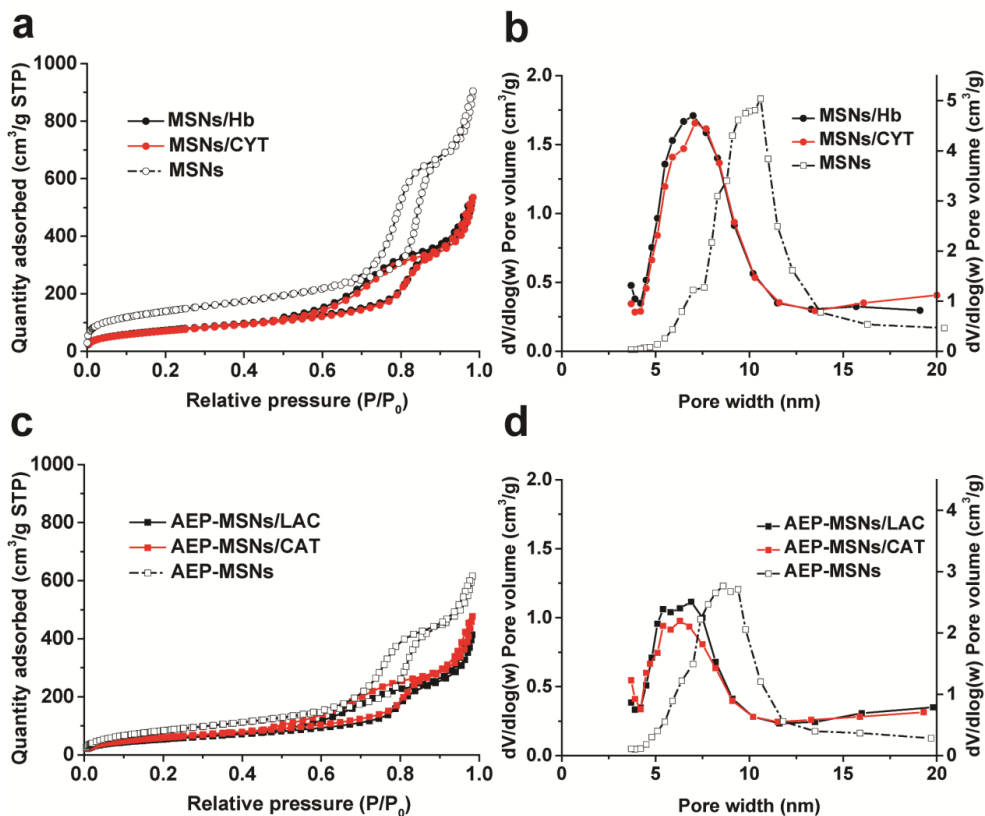 a
Quantity adsorbed (cm³/g STP)
1000
800
600
400
200
0
MSNs/Hb
MSNs/CYT
MSNs
0.0 0.2 0.4 0.6 0.8 1.0
Relative pressure (P/P₀)
b
dV/dlog(w) Pore volume (cm³/g)
2.0
1.5
1.0
0.5
0.0
MSNs/Hb
MSNs/CYT
MSNs
5
4
3
2
1
0
dV/dlog(w) Pore volume (cm³/g)
0 5 10 15 20
Pore width (nm)
c
Quantity adsorbed (cm³/g STP)
1000
800
600
400
200
0
AEP-MSNs/LAC
AEP-MSNs/CAT
AEP-MSNs
0.0 0.2 0.4 0.6 0.8 1.0
Relative pressure (P/P₀)
d
dV/dlog(w) Pore volume (cm³/g)
2.0
1.5
1.0
0.5
0.0
AEP-MSNs/LAC
AEP-MSNs/CAT
AEP-MSNs
4
3
2
1
0
dV/dlog(w) Pore volume (cm³/g)
0 5 10 15 20
Pore width (nm)